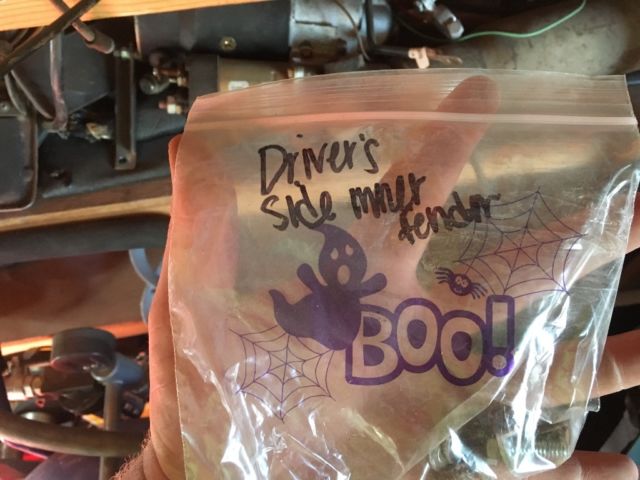 Driver's
side inner
fender
BOO!